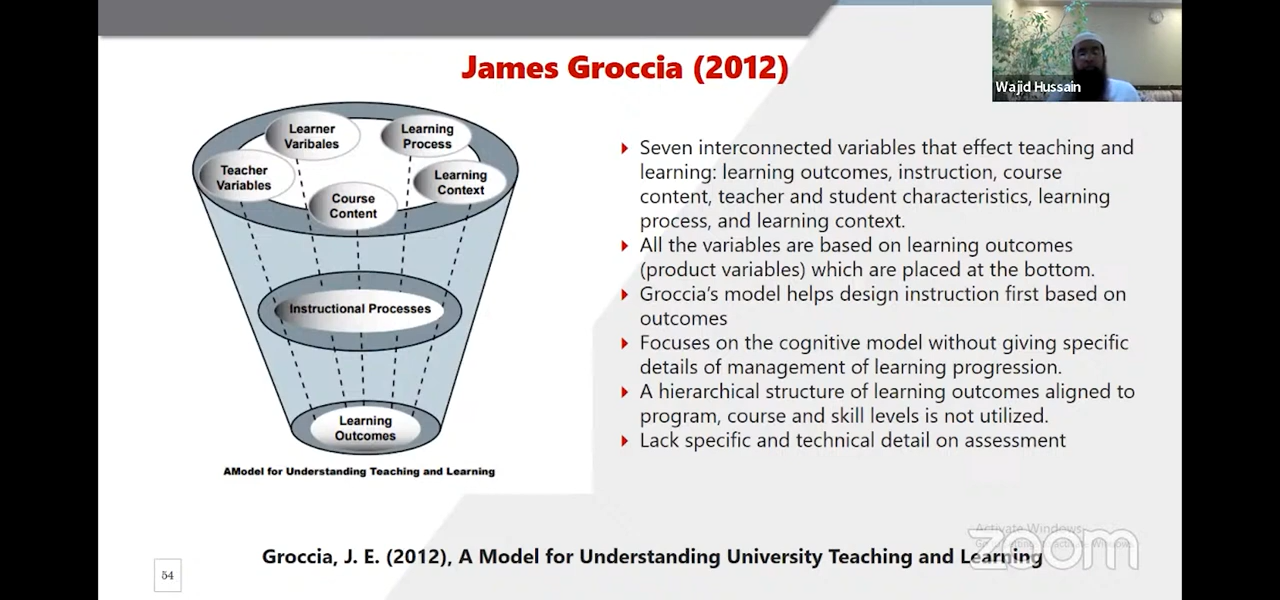 James Groccia (2012)
Wajid Hussain
Learner
Varibales
Learning
Process
Teacher
Variables
Learning
Context
Course
Content
Instructional Processes
Learning
Outcomes
AModel for Understanding Teaching and Learning
Seven interconnected variables that effect teaching and
learning: learning outcomes, instruction, course
content, teacher and student characteristics, learning
process, and learning context.
All the variables are based on learning outcomes
(product variables) which are placed at the bottom.
Groccia's model helps design instruction first based on
outcomes
Focuses on the cognitive model without giving specific
details of management of learning progression.
A hierarchical structure of learning outcomes aligned to
program, course and skill levels is not utilized.
Lack specific and technical detail on assessment
Activate Windows
zoom
Groccia, J. E. (2012), A Model for Understanding University Teaching and Learning
54